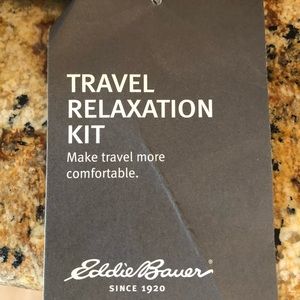 TRAVEL
RELAXATION
KIT
Make travel more
comfortable.
Eddie Bauer®
SINCE 1920